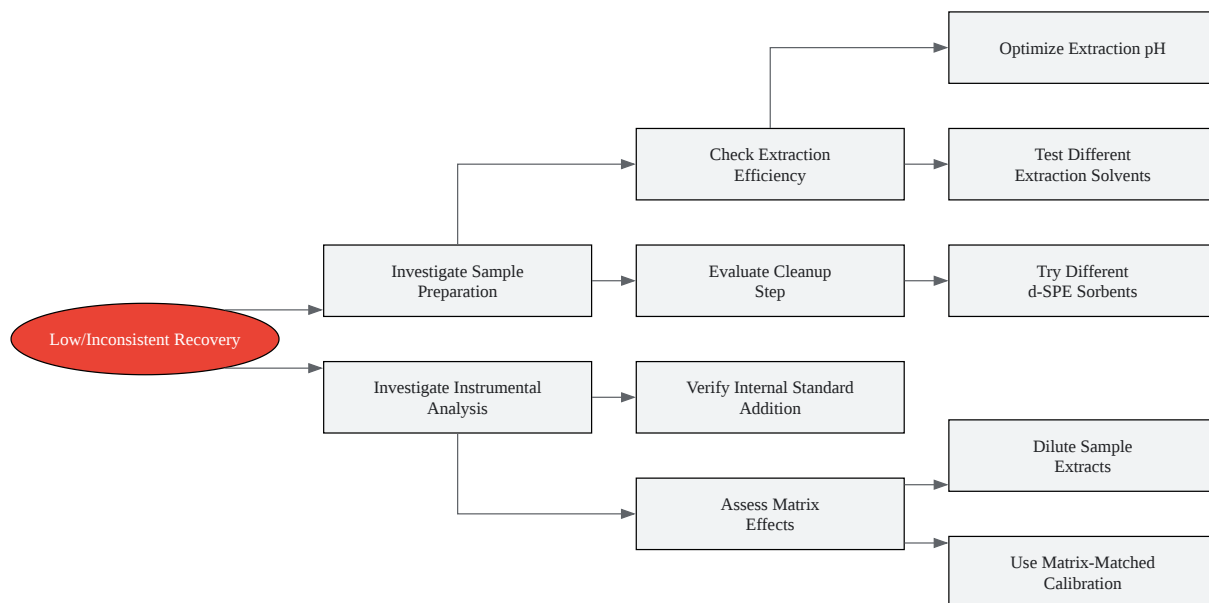 Optimize Extraction pH
Check Extraction
Efficiency
Test Different
Extraction Solvents
Investigate Sample
Preparation
Evaluate Cleanup
Step
Try Different
d-SPE Sorbents
Low/Inconsistent Recovery
Investigate Instrumental
Analysis
Verify Internal Standard
Addition
Dilute Sample
Extracts
Assess Matrix
Effects
Use Matrix-Matched
Calibration